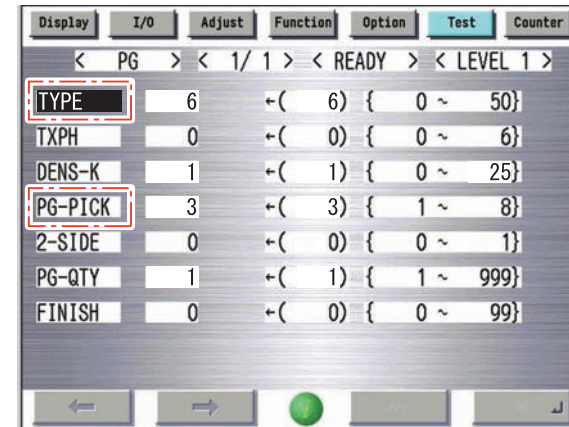 Display I/O Adjust Function Option Test Counter
< PG > < 1/ 1 > < READY > < LEVEL 1 >
TYPE 6 ←( 6) { 0 ~ 50}
TXPH 0 ←( 0) { 0 ~ 6}
DENS-K 1 ←( 1) { 0 ~ 25}
PG-PICK 3 ←( 3) { 1 ~ 8}
2-SIDE 0 ←( 0) { 0 ~ 1}
PG-QTY 1 ←( 1) { 1 ~ 999}
FINISH 0 ←( 0) { 0 ~ 99}